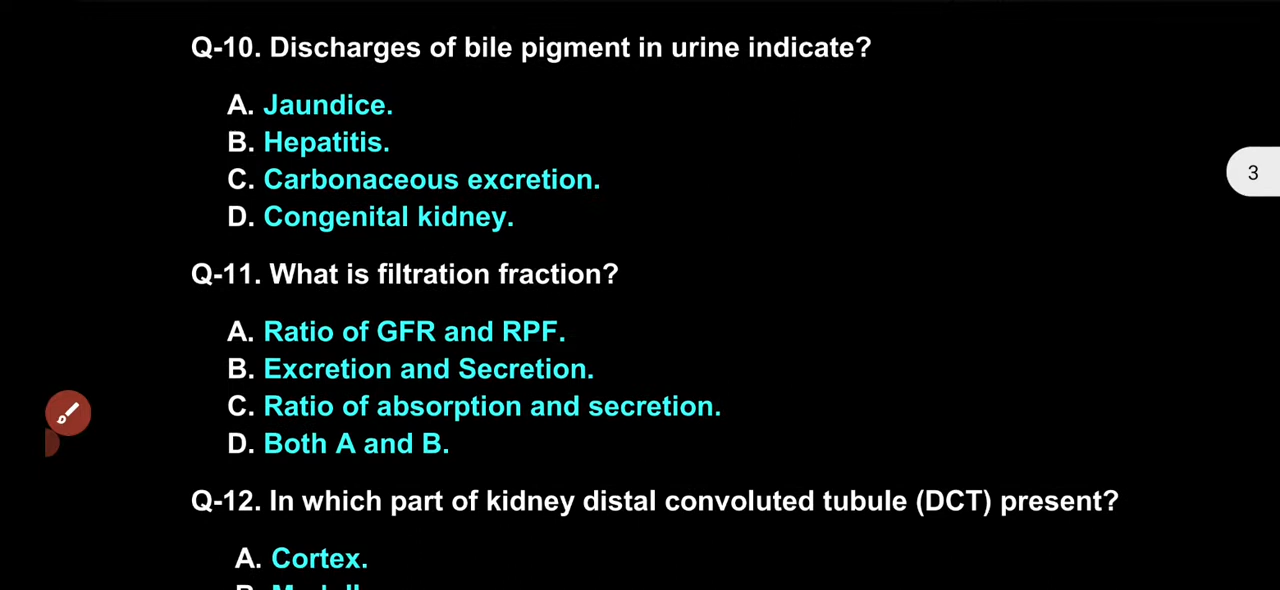 Q-10. Discharges of bile pigment in urine indicate?
A. Jaundice.
B. Hepatitis.
C. Carbonaceous excretion.
D. Congenital kidney.
3
Q-11. What is filtration fraction?
A. Ratio of GFR and RPF.
B. Excretion and Secretion.
C. Ratio of absorption and secretion.
D. Both A and B.
Q-12. In which part of kidney distal convoluted tubule (DCT) present?
A. Cortex.